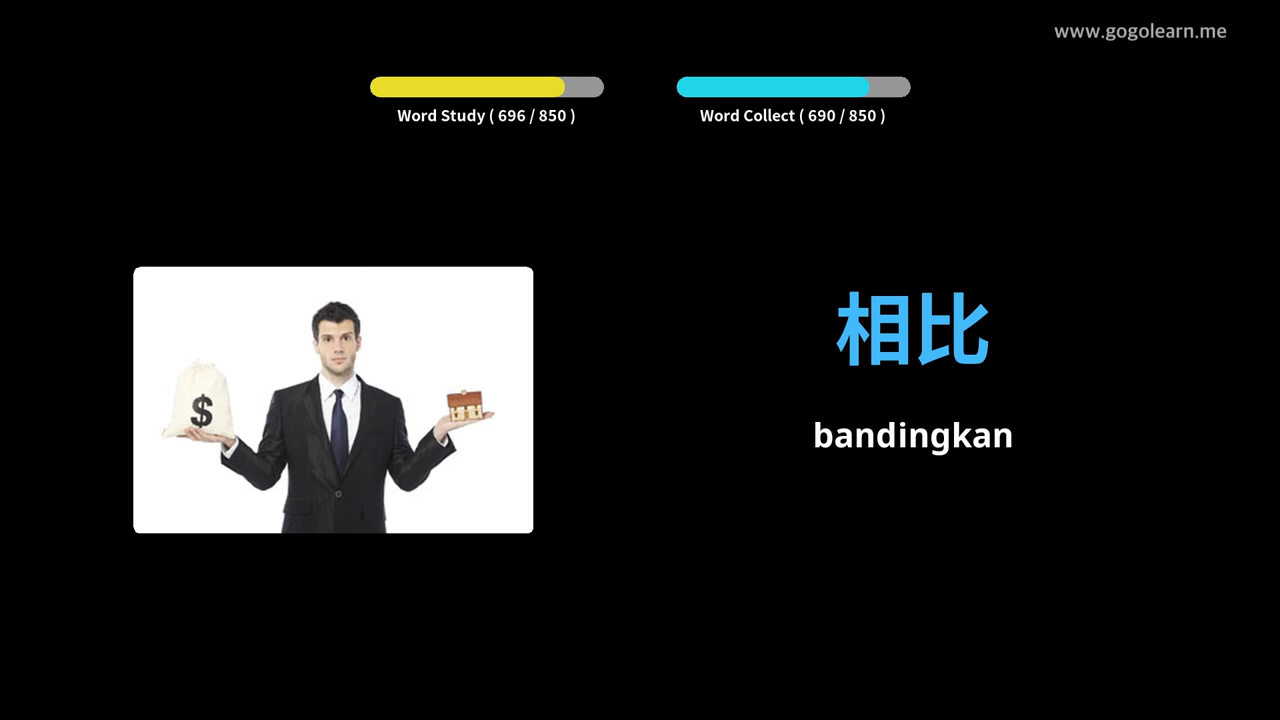 www.gogolearn.me
Word Study ( 696 / 850 )
Word Collect ( 690 / 850 )
相比
$
bandingkan